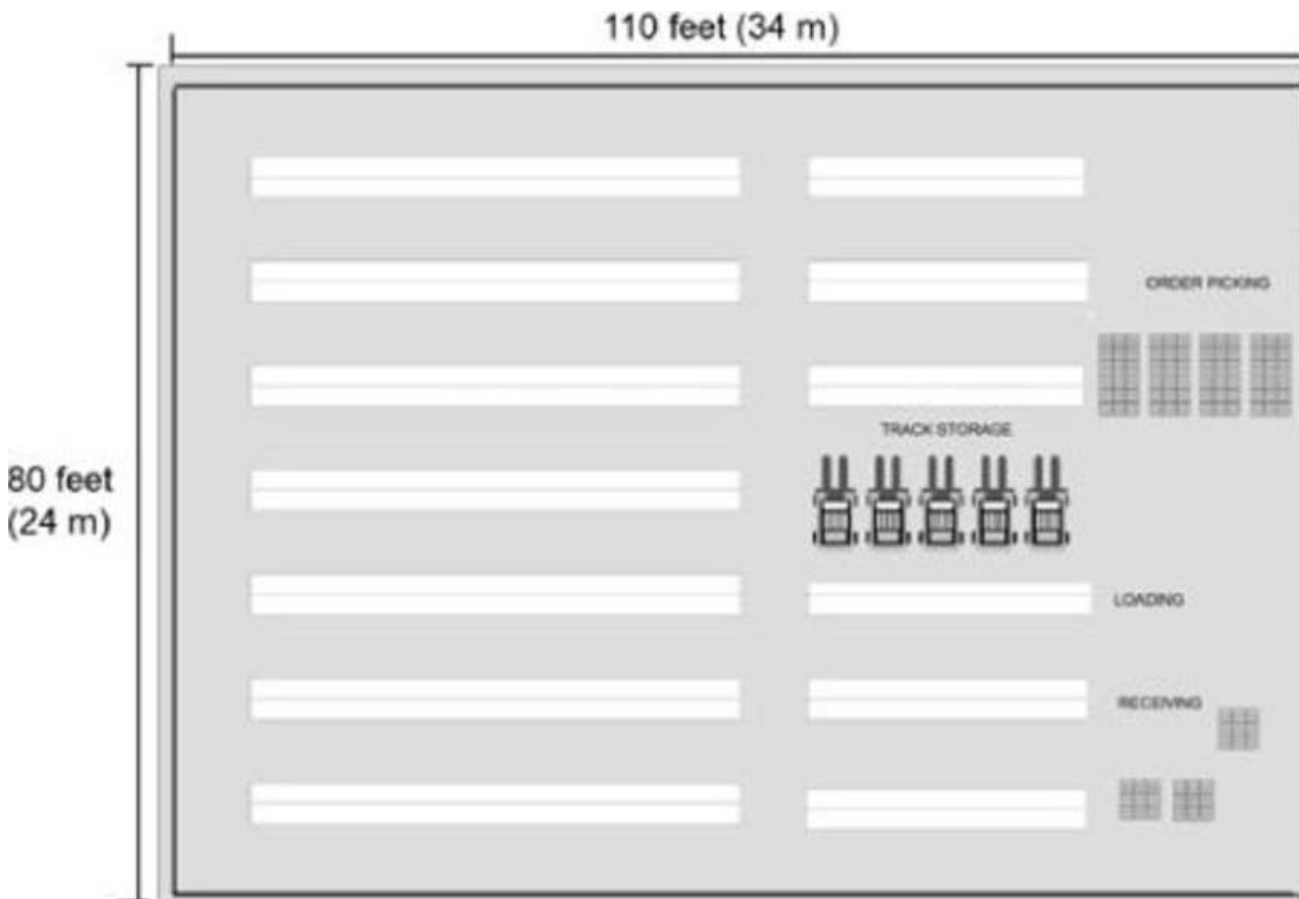 110 feet (34 m)
ORDER PICKING
TRACK STORAGE
80 feet
(24 m)
LOADING
RECEIVING